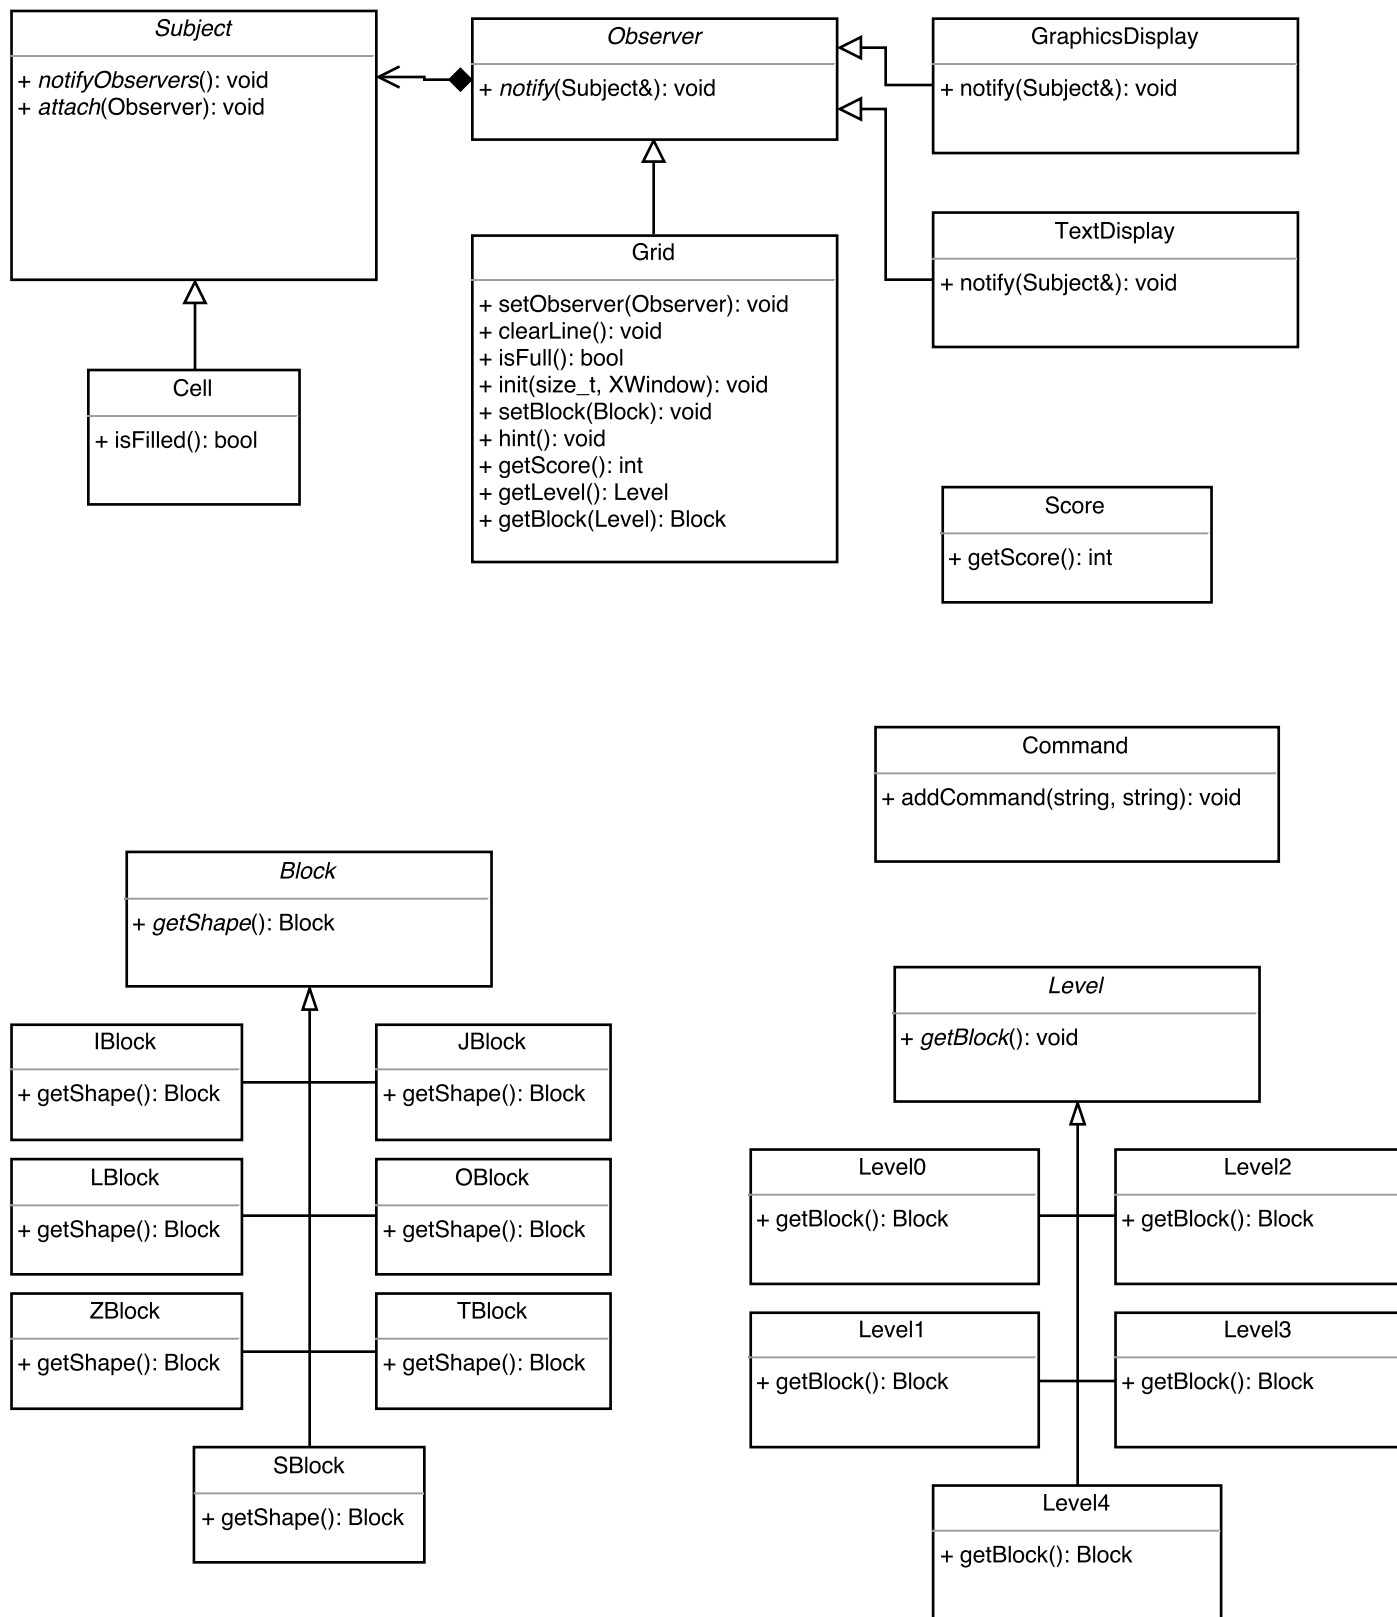 Subject
+ notifyObservers(): void
+ attach(Observer): void
Observer
+ notify(Subject&): void
GraphicsDisplay
+ notify(Subject&): void
TextDisplay
+ notify(Subject&): void
Grid
+ setObserver(Observer): void
+ clearLine(): void
+ isFull(): bool
+ init(size_t, XWindow): void
+ setBlock(Block): void
+ hint(): void
+ getScore(): int
+ getLevel(): Level
+ getBlock(Level): Block
Cell
+ isFilled(): bool
Score
+ getScore(): int
Command
+ addCommand(string, string): void
Block
+ getShape(): Block
IBlock
+ getShape(): Block
JBlock
+ getShape(): Block
LBlock
+ getShape(): Block
OBlock
+ getShape(): Block
ZBlock
+ getShape(): Block
TBlock
+ getShape(): Block
SBlock
+ getShape(): Block
Level
+ getBlock(): void
Level0
+ getBlock(): Block
Level2
+ getBlock(): Block
Level1
+ getBlock(): Block
Level3
+ getBlock(): Block
Level4
+ getBlock(): Block